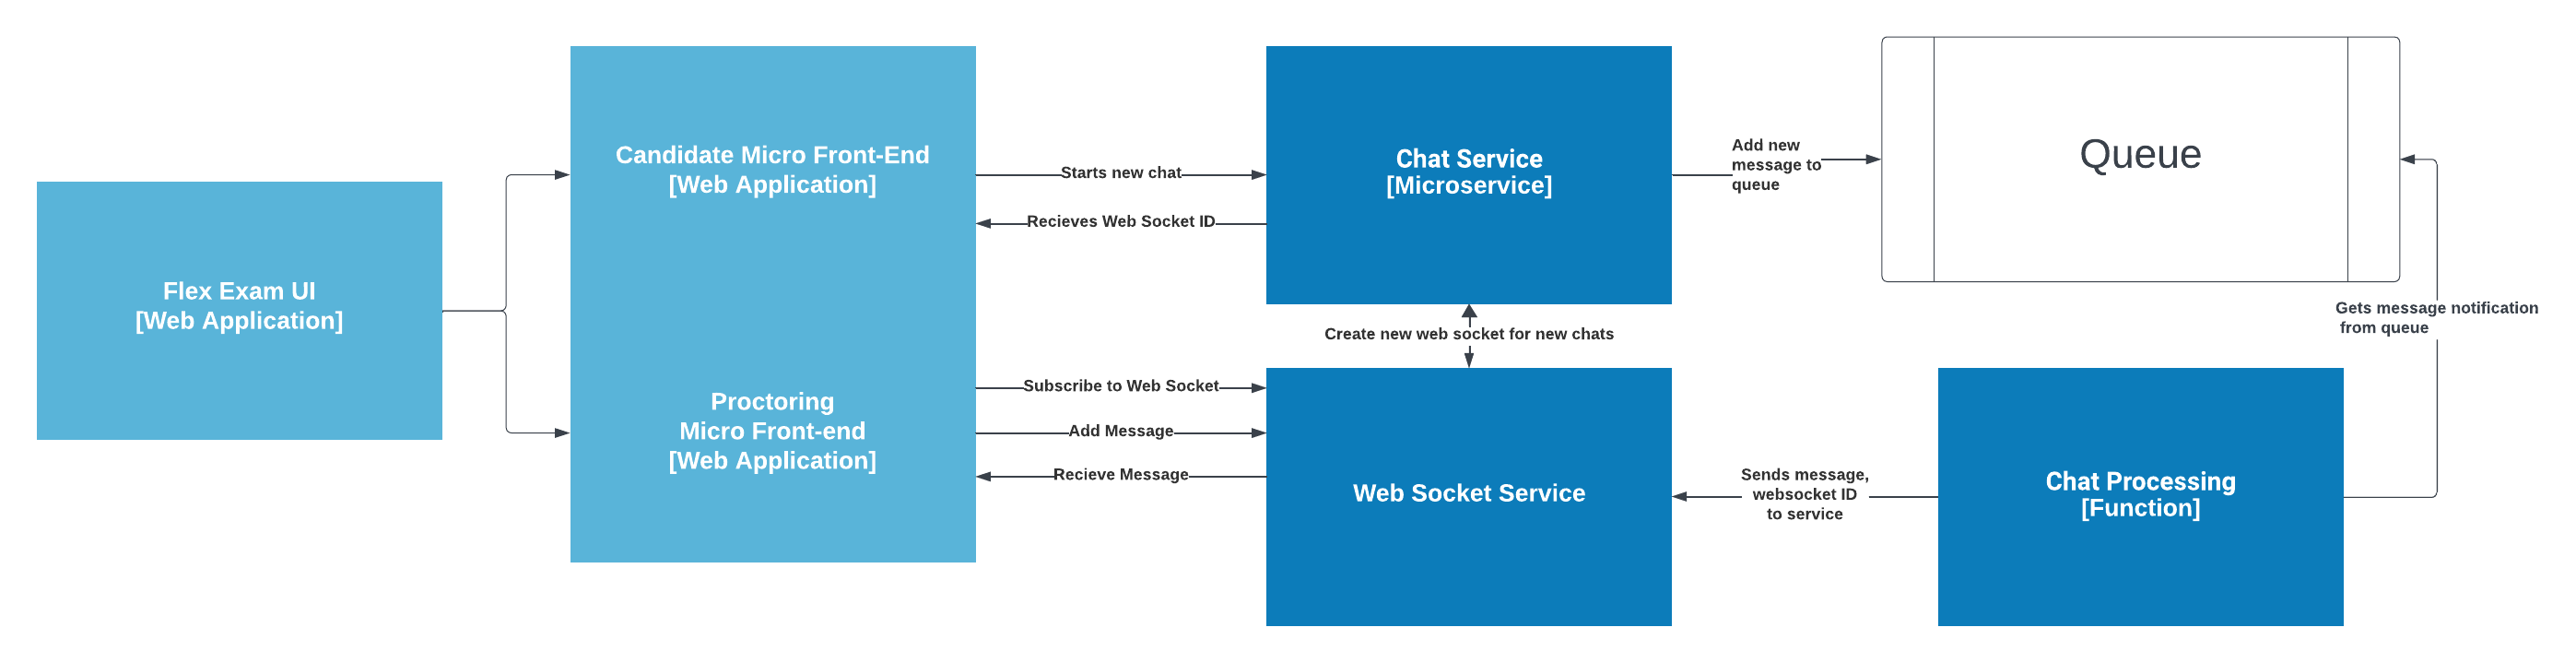 Flex Exam UI
[Web Application]
Candidate Micro Front-End
[Web Application]
Proctoring
Micro Front-end
[Web Application]
Starts new chat
Recieves Web Socket ID
Subscribe to Web Socket
Add Message
Recieve Message
Chat Service
[Microservice]
Create new web socket for new chats
Web Socket Service
Add new
message to
queue
Queue
Gets message notification
from queue
Sends message,
websocket ID
to service
Chat Processing
[Function]